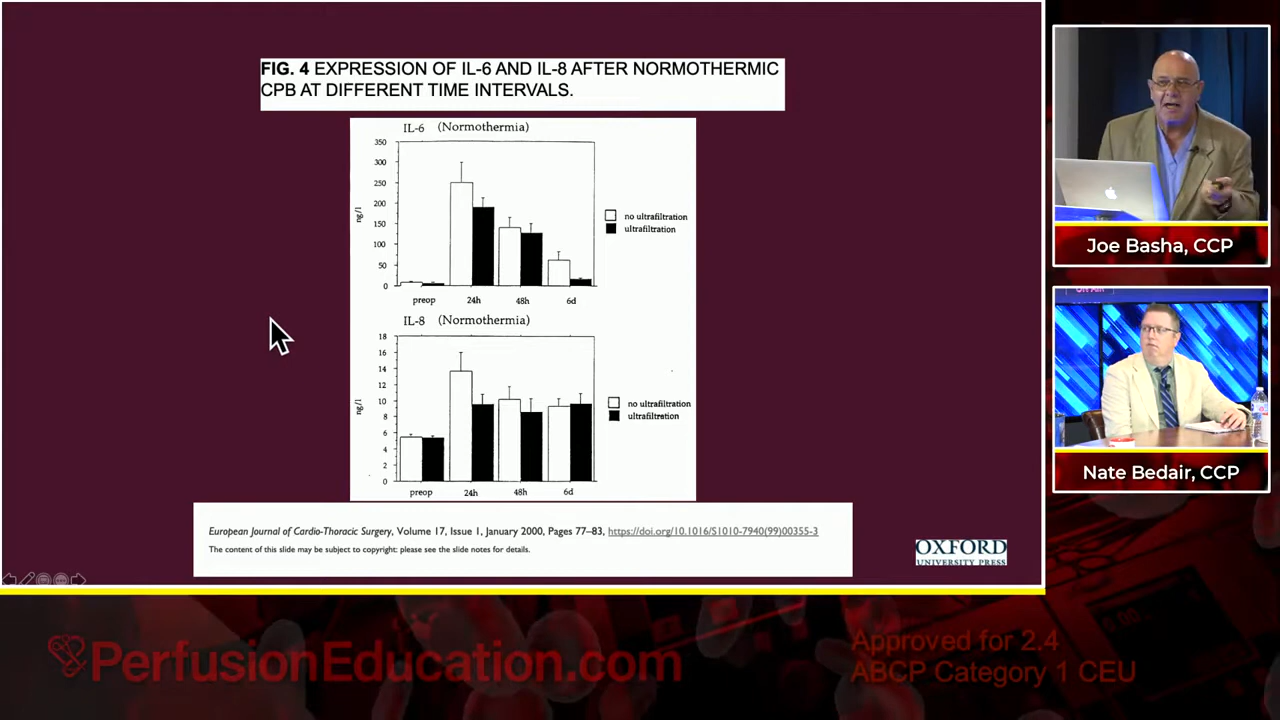 FIG. 4 EXPRESSION OF IL-6 AND IL-8 AFTER NORMOTHERMIC
CPB AT DIFFERENT TIME INTERVALS.
IL-6 (Normothermia)
350
300
250
200
150
100
50
0
ng/l
no ultrafiltration
ultrafiltration
preop 24h 48h 6d
IL-8 (Normothermia)
18
16
14
12
10
8
6
4
2
0
ng/l
no ultrafiltration
ultrafiltration
preop 24h 48h 6d
European Journal of Cardio-Thoracic Surgery, Volume 17, Issue 1, January 2000, Pages 77–83, https://doi.org/10.1016/S1010-7940(99)00355-3
The content of this slide may be subject to copyright: please see the slide notes for details.
OXFORD
UNIVERSITY PRESS
Joe Basha, CCP
Nate Bedair, CCP
PerfusionEducation.com
Approved for 2.4
ABCP Category 1 CEU